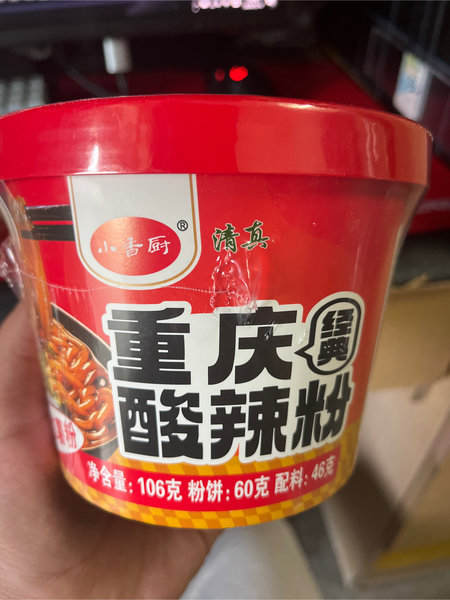 小香厨®
清真
重庆
经典
酸辣粉
净含量：106克 粉饼：60克 配料：46克